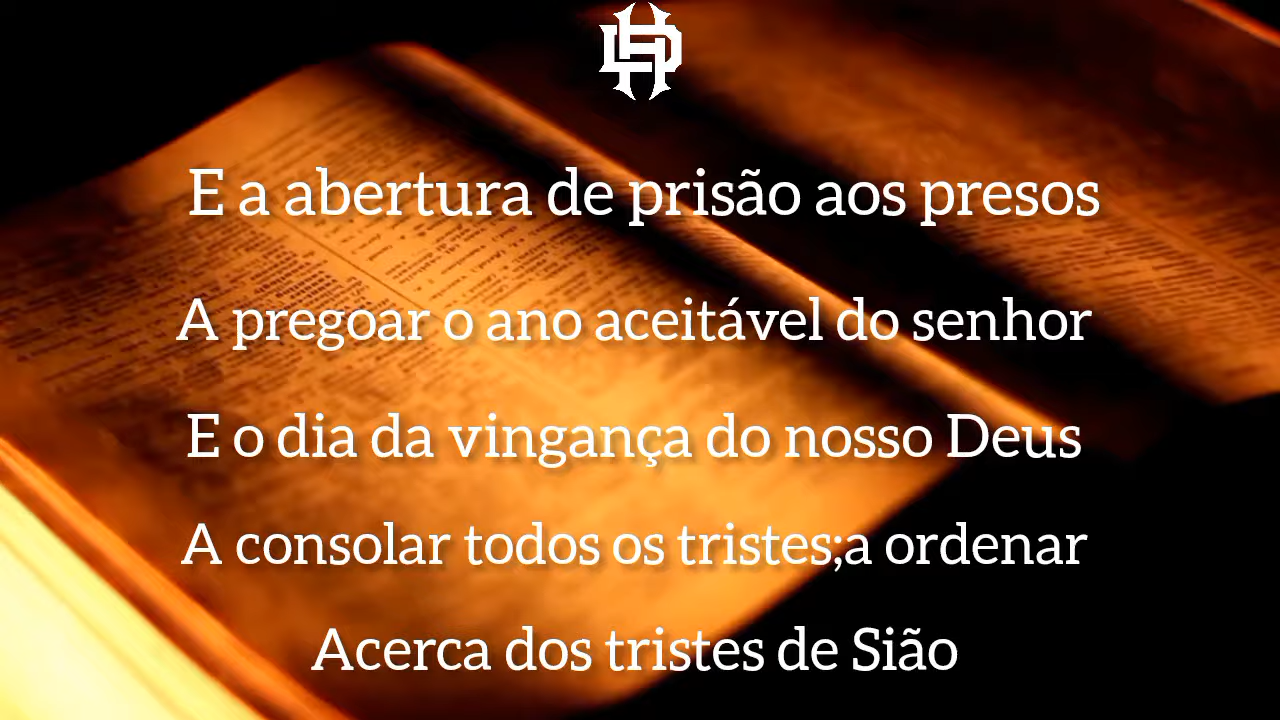 E a abertura de prisão aos presos
A pregoar o ano aceitável do senhor
E o dia da vingança do nosso Deus
A consolar todos os tristes;a ordenar
Acerca dos tristes de Sião